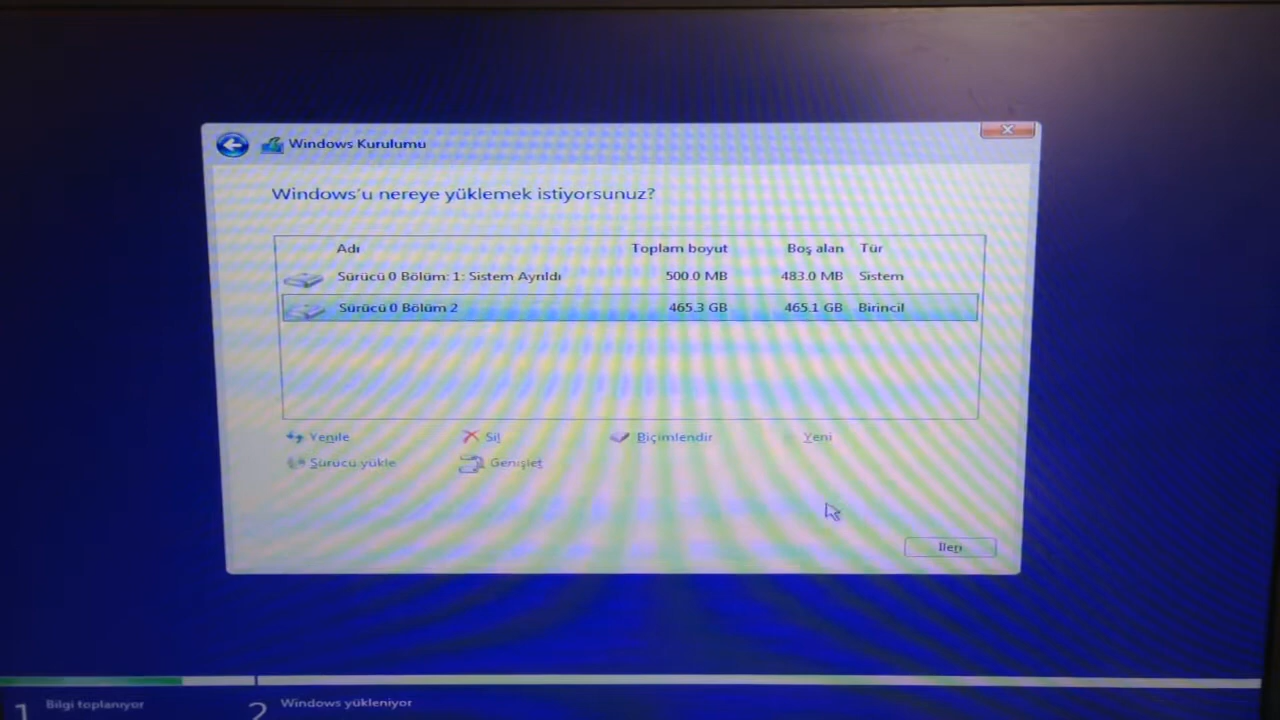 Windows Kurulumu
Windows'u nereye yüklemek istiyorsunuz?
Adı Toplam boyut Boş alan Tür
Sürücü 0 Bölüm: 1: Sistem Ayrıldı 500.0 MB 483.0 MB Sistem
Sürücü 0 Bölüm 2 465.3 GB 465.1 GB Birincil
Yenile Sil Biçimlendir Yeni
Sürücü yükle Genişlet
İleri
1 Bilgi toplanıyor 2 Windows yükleniyor